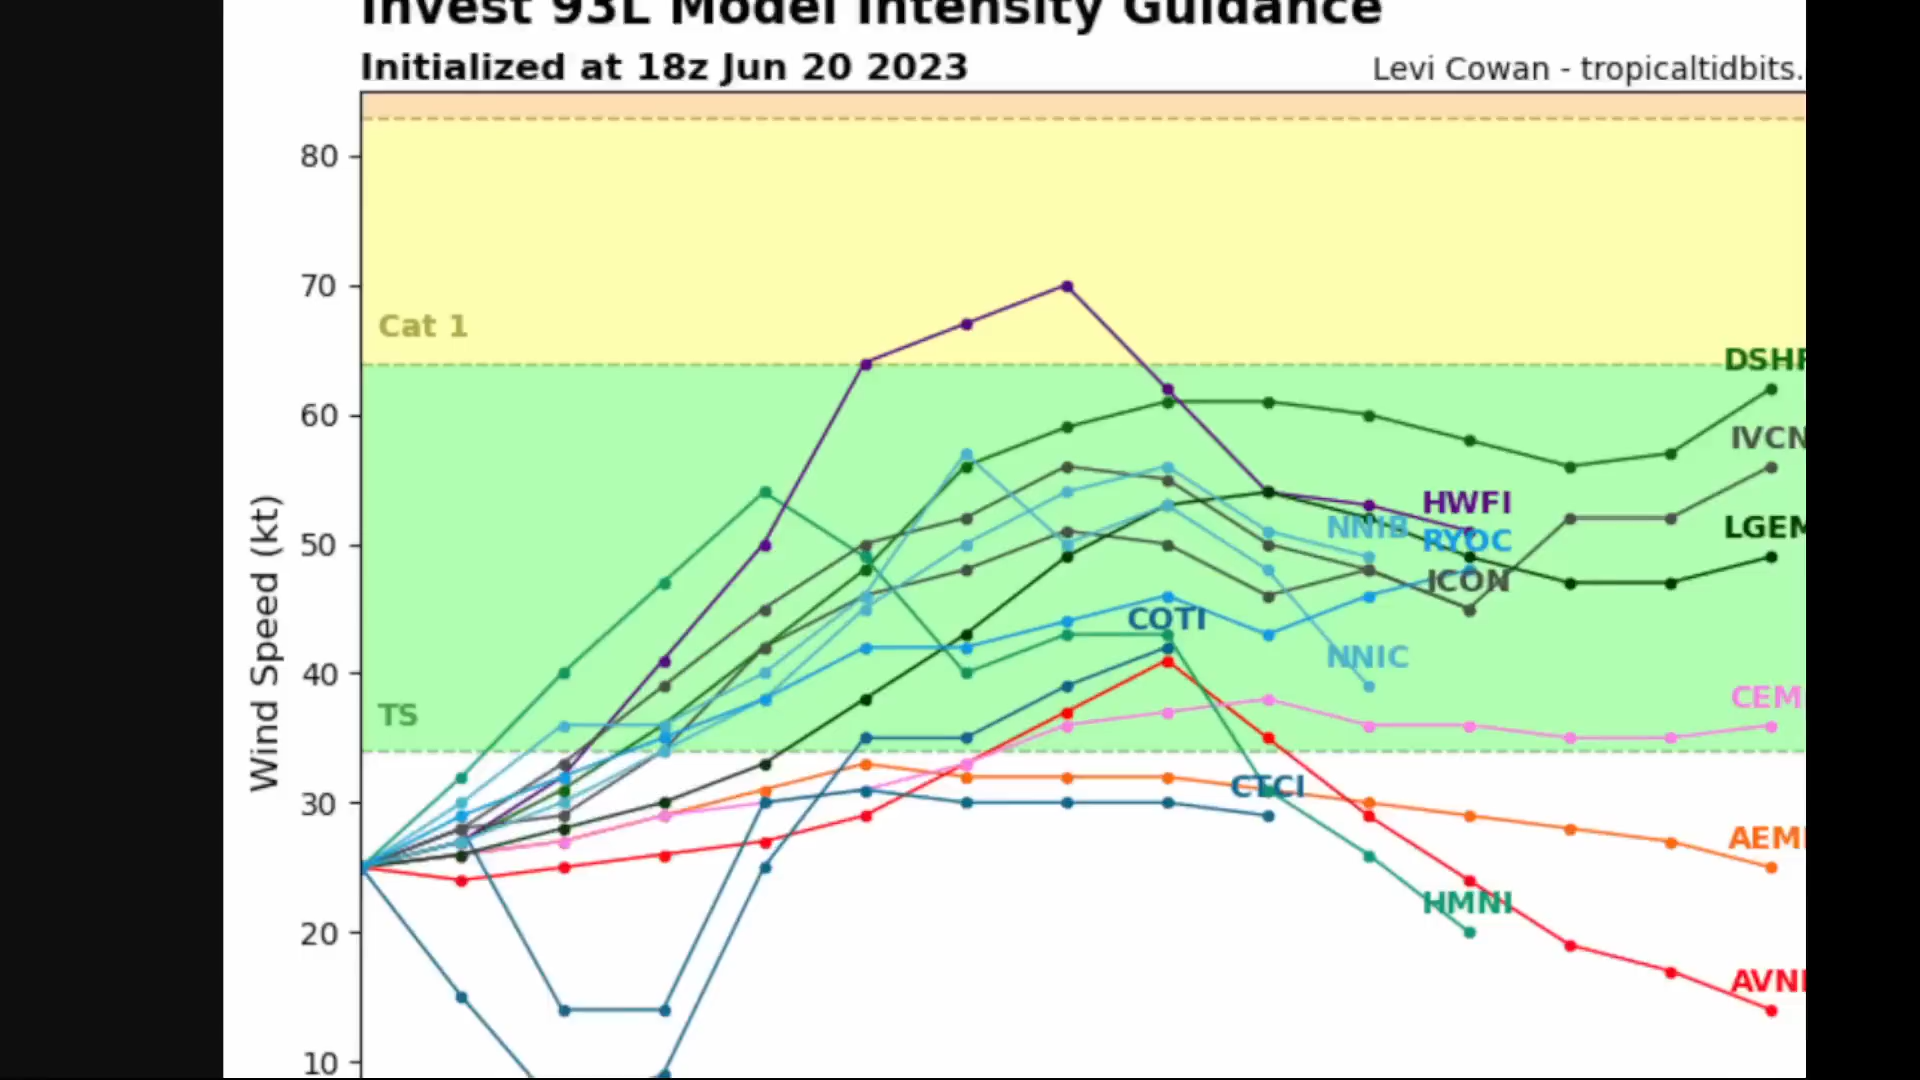 Invest 93L Model Intensity Guidance
Initialized at 18z Jun 20 2023
Levi Cowan - tropicaltidbits.
80
70
Cat 1
DSHP
60
IVCN
HWFI
NNIB
LGEM
50
RYOC
ICON
COTI
Wind Speed (kt)
NNIC
40
CEM
TS
CTCI
30
AEM
HMNI
20
AVNI
10